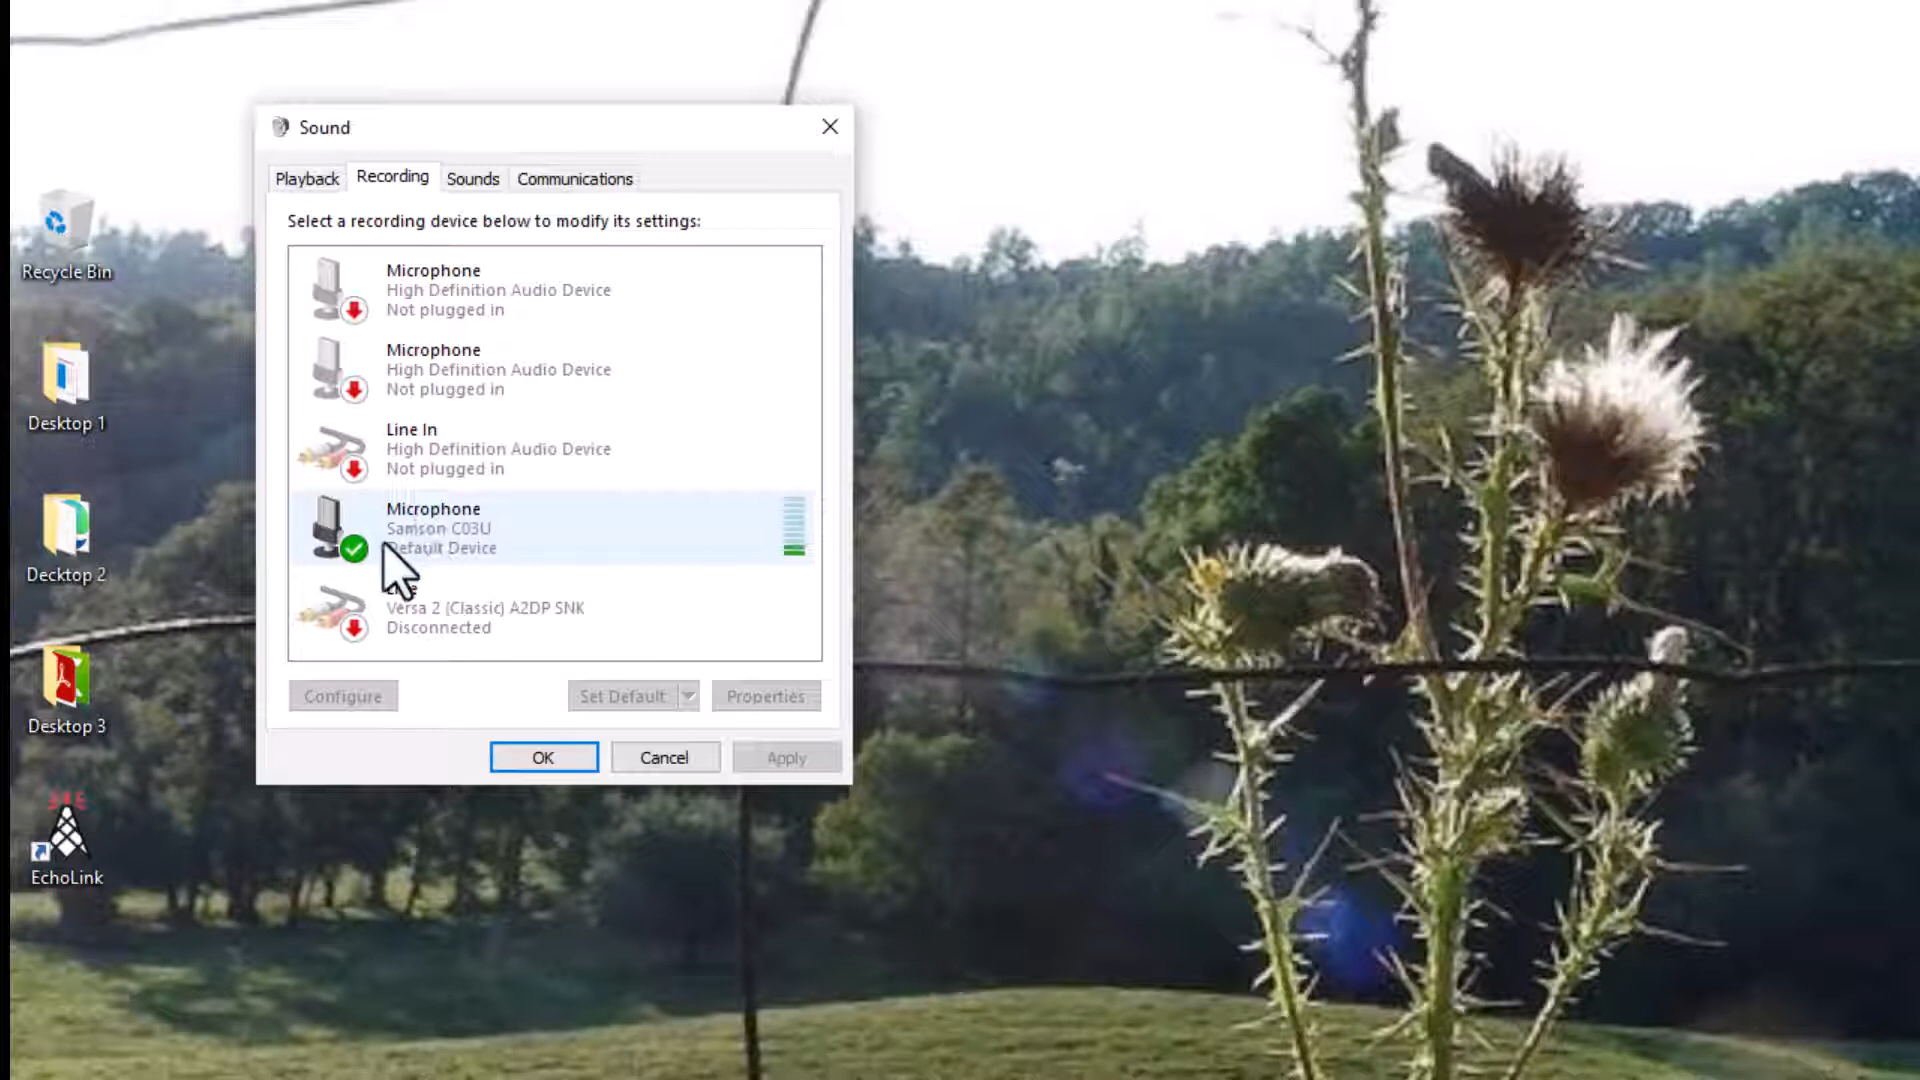 Sound
Playback
Recording
Sounds
Communications
Select a recording device below to modify its settings:
Microphone
High Definition Audio Device
Not plugged in
Microphone
High Definition Audio Device
Not plugged in
Line In
High Definition Audio Device
Not plugged in
Microphone
Samson C03U
Default Device
Versa 2 (Classic) A2DP SNK
Disconnected
Configure
Set Default
Properties
OK
Cancel
Apply
Recycle Bin
Desktop 1
Decktop 2
Desktop 3
EchoLink